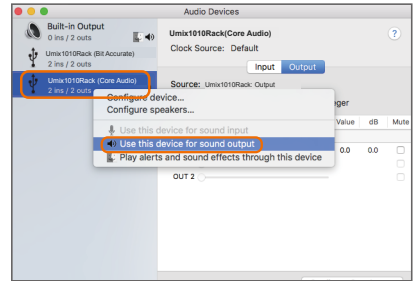 Audio Devices
Built-in Output
0 ins / 2 outs
Umix1010Rack (Bit Accurate)
2 ins / 2 outs
Umix1010Rack (Core Audio)
2 ins / 2 outs
Umix1010Rack(Core Audio)
?
Clock Source: Default
Input Output
Source: Umix1010Rack: Output
Configure device...
Configure speakers...
Use this device for sound input
Use this device for sound output
Play alerts and sound effects through this device
Value dB Mute
0.0 0.0
OUT 2